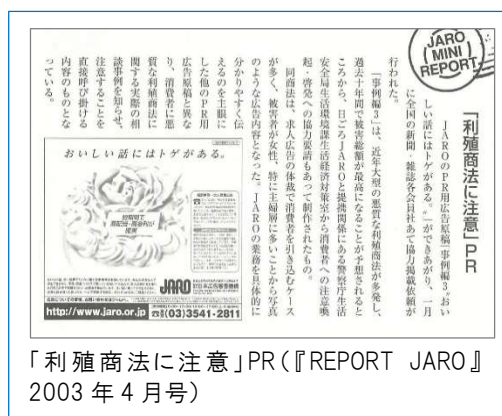 JARO
MINI
REPORT
「利殖商法に注意」PR
JAROのPR用広告原稿“事例編3、おい
しい話にはトゲがある。”ができあがり、一月
に全国の新聞・雑誌各会員社あて協力掲載依頼が
行われた。
「事例編3」は、近年大型の悪質な利殖商法が多発し、
過去十年間で被害総額が最高になることが予想されると
ころから、日ごろJAROと提携関係にある警察庁生活
安全局生活環境課生活経済対策室から消費者への注意喚
起・啓発への協力要請もあって制作されたもの。
同商法は、求人広告の体裁で消費者を引き込むケース
が多く、被害者が女性、特に主婦層に多いことから写真
のような広告内容となった。JAROの業務を具体的に
分かりやすく伝
えるのを主眼に
した他のPR用
広告原稿と異な
り、消費者に悪
質な利殖商法に
関する実際の相
談事例を知らせ、
注意することを
直接呼び掛ける
内容のものとな
っている。
おいしい話にはトゲがある。
短期間で
高配当・高金利が
確実
JARO
http://www.jaro.or.jp
(03)3541-2811
「利殖商法に注意」PR(『REPORT JARO』
2003年4月号)